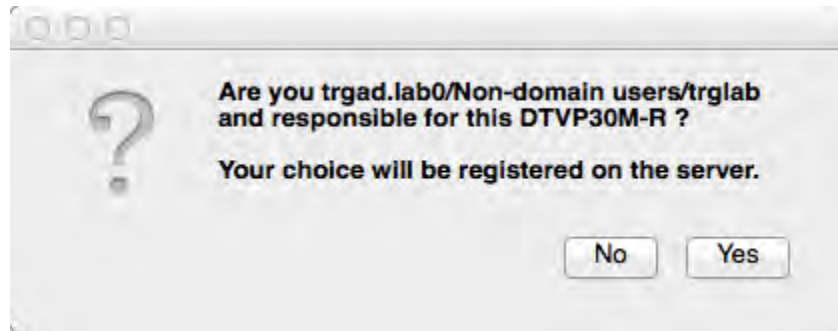 Are you trgad.lab0/Non-domain users/trglab
and responsible for this DTVP30M-R ?
Your choice will be registered on the server.
No Yes